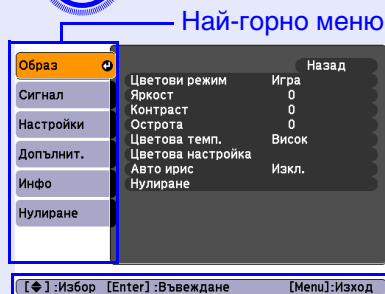 Най-горно меню
Образ
Сигнал
Настройки
Допълнит.
Инфо
Нулиране
Назад
Цветови режим Игра
Яркост 0
Контраст 0
Острота 0
Цветова темп. Висок
Цветова настройка
Авто ирис Изкл.
Нулиране
[◆] :Избор [Enter] :Въвеждане [Menu]:Изход